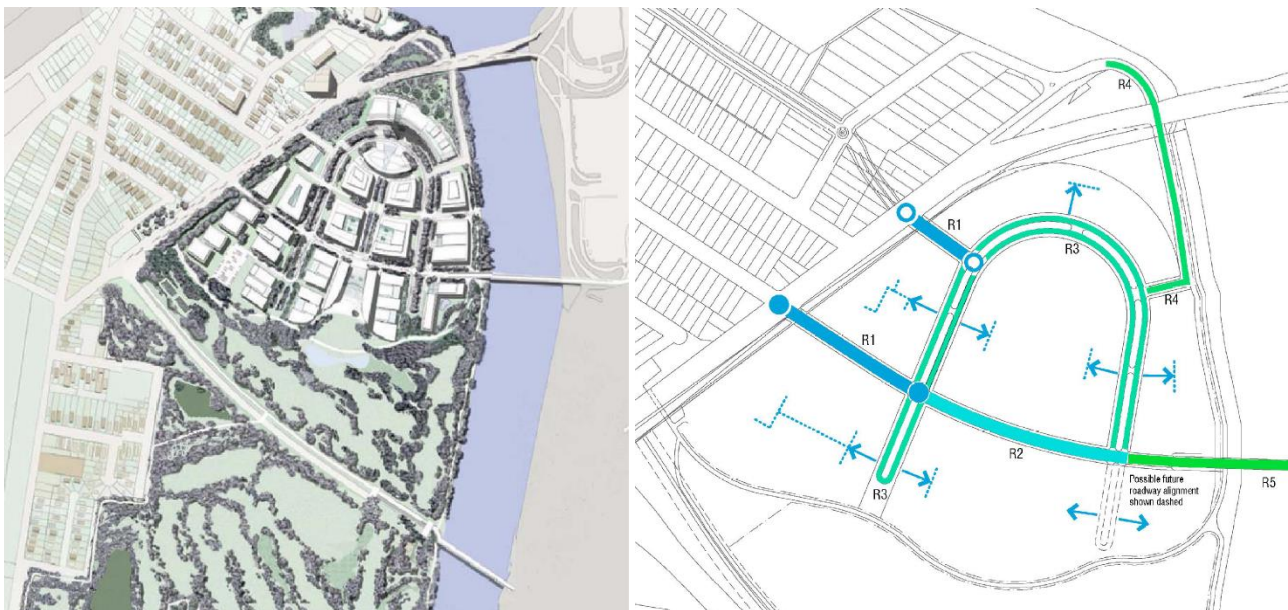 R4
R1
R3
R4
R1
R2
R3
Possible future
roadway alignment
shown dashed
R5